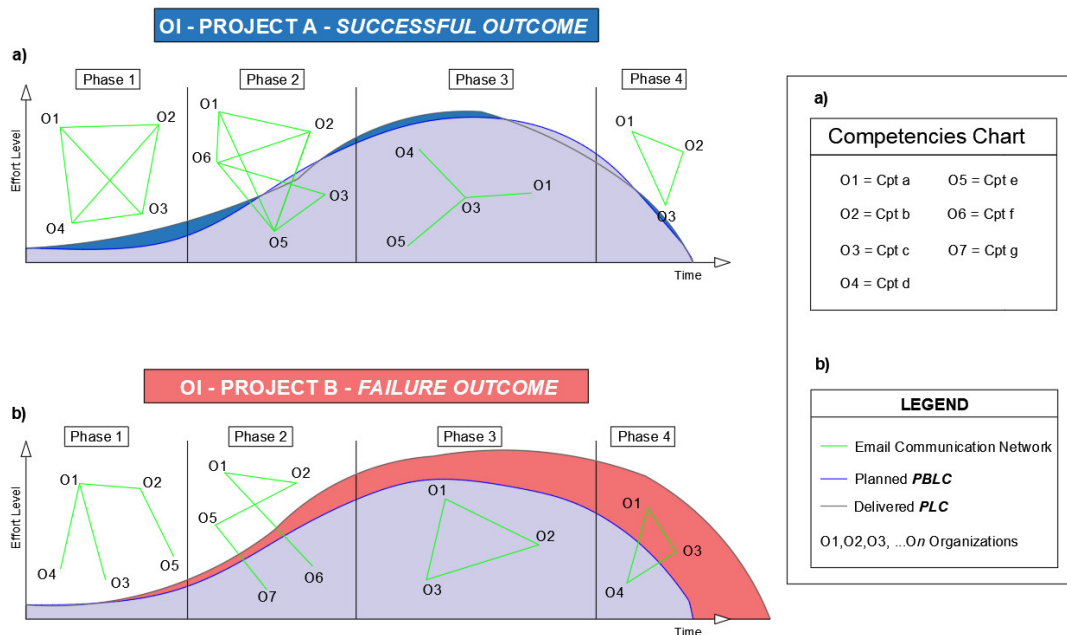 OI - PROJECT A - SUCCESSFUL OUTCOME
a)
Phase 1
Phase 2
Phase 3
Phase 4
Effort Level
O1
O2
O3
O4
O1
O2
O6
O3
O5
O4
O1
O3
O5
O1
O2
O3
Time
OI - PROJECT B - FAILURE OUTCOME
b)
Phase 1
Phase 2
Phase 3
Phase 4
Effort Level
O1
O2
O4
O3
O5
O1
O2
O5
O6
O7
O1
O2
O3
O1
O3
O4
Time
a)
Competencies Chart
O1 = Cpt a
O5 = Cpt e
O2 = Cpt b
O6 = Cpt f
O3 = Cpt c
O7 = Cpt g
O4 = Cpt d
b)
LEGEND
Email Communication Network
Planned PBLC
Delivered PLC
O1,O2,O3, ...On Organizations